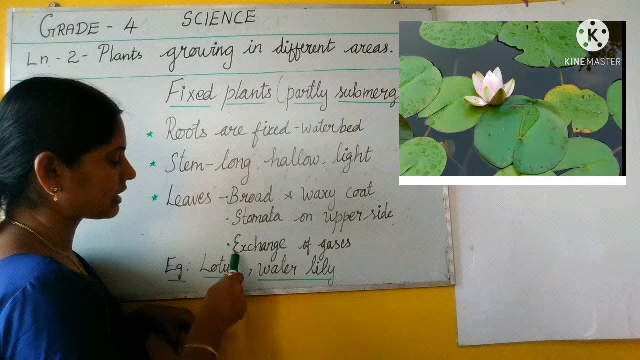 GRADE - 4 SCIENCE
Ln - 2 - Plants growing in different areas.
Fixed plants (partly submerg
* Roots are fixed - waterbed
* Stem - long hallow light
* Leaves - Broad & Waxy coat
· Stomata on upper side
· Exchange of gases
Eg: Lotus, water lily
K
KINEMASTER